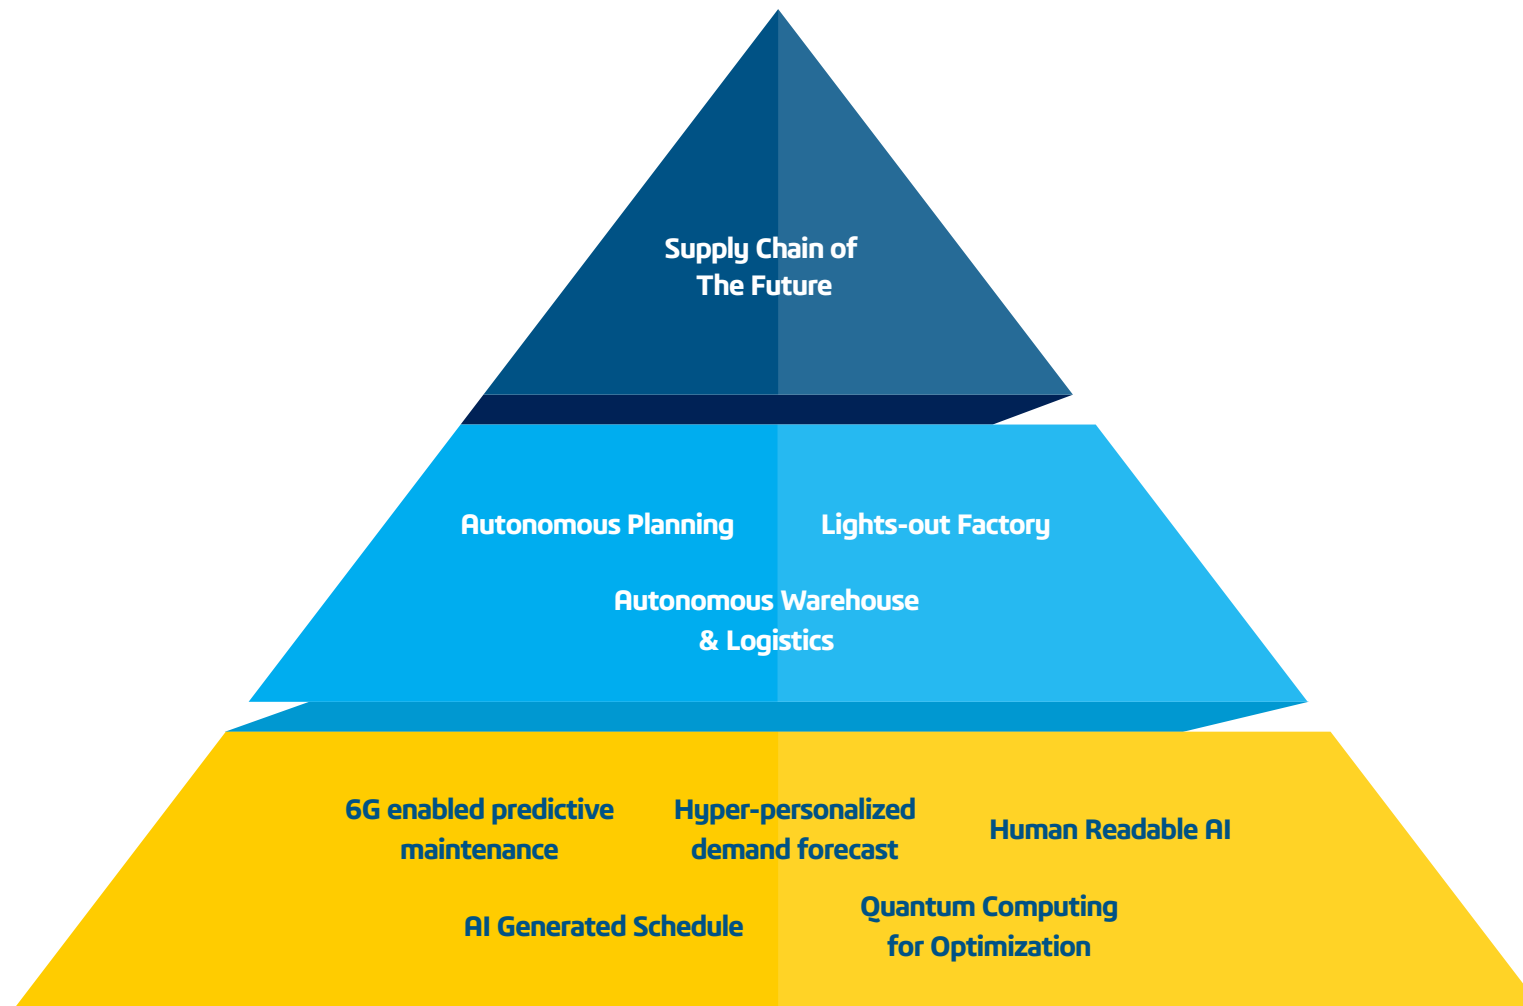 Supply Chain of
The Future
Autonomous Planning
Lights-out Factory
Autonomous Warehouse
& Logistics
6G enabled predictive
maintenance
Hyper-personalized
demand forecast
Human Readable AI
AI Generated Schedule
Quantum Computing
for Optimization